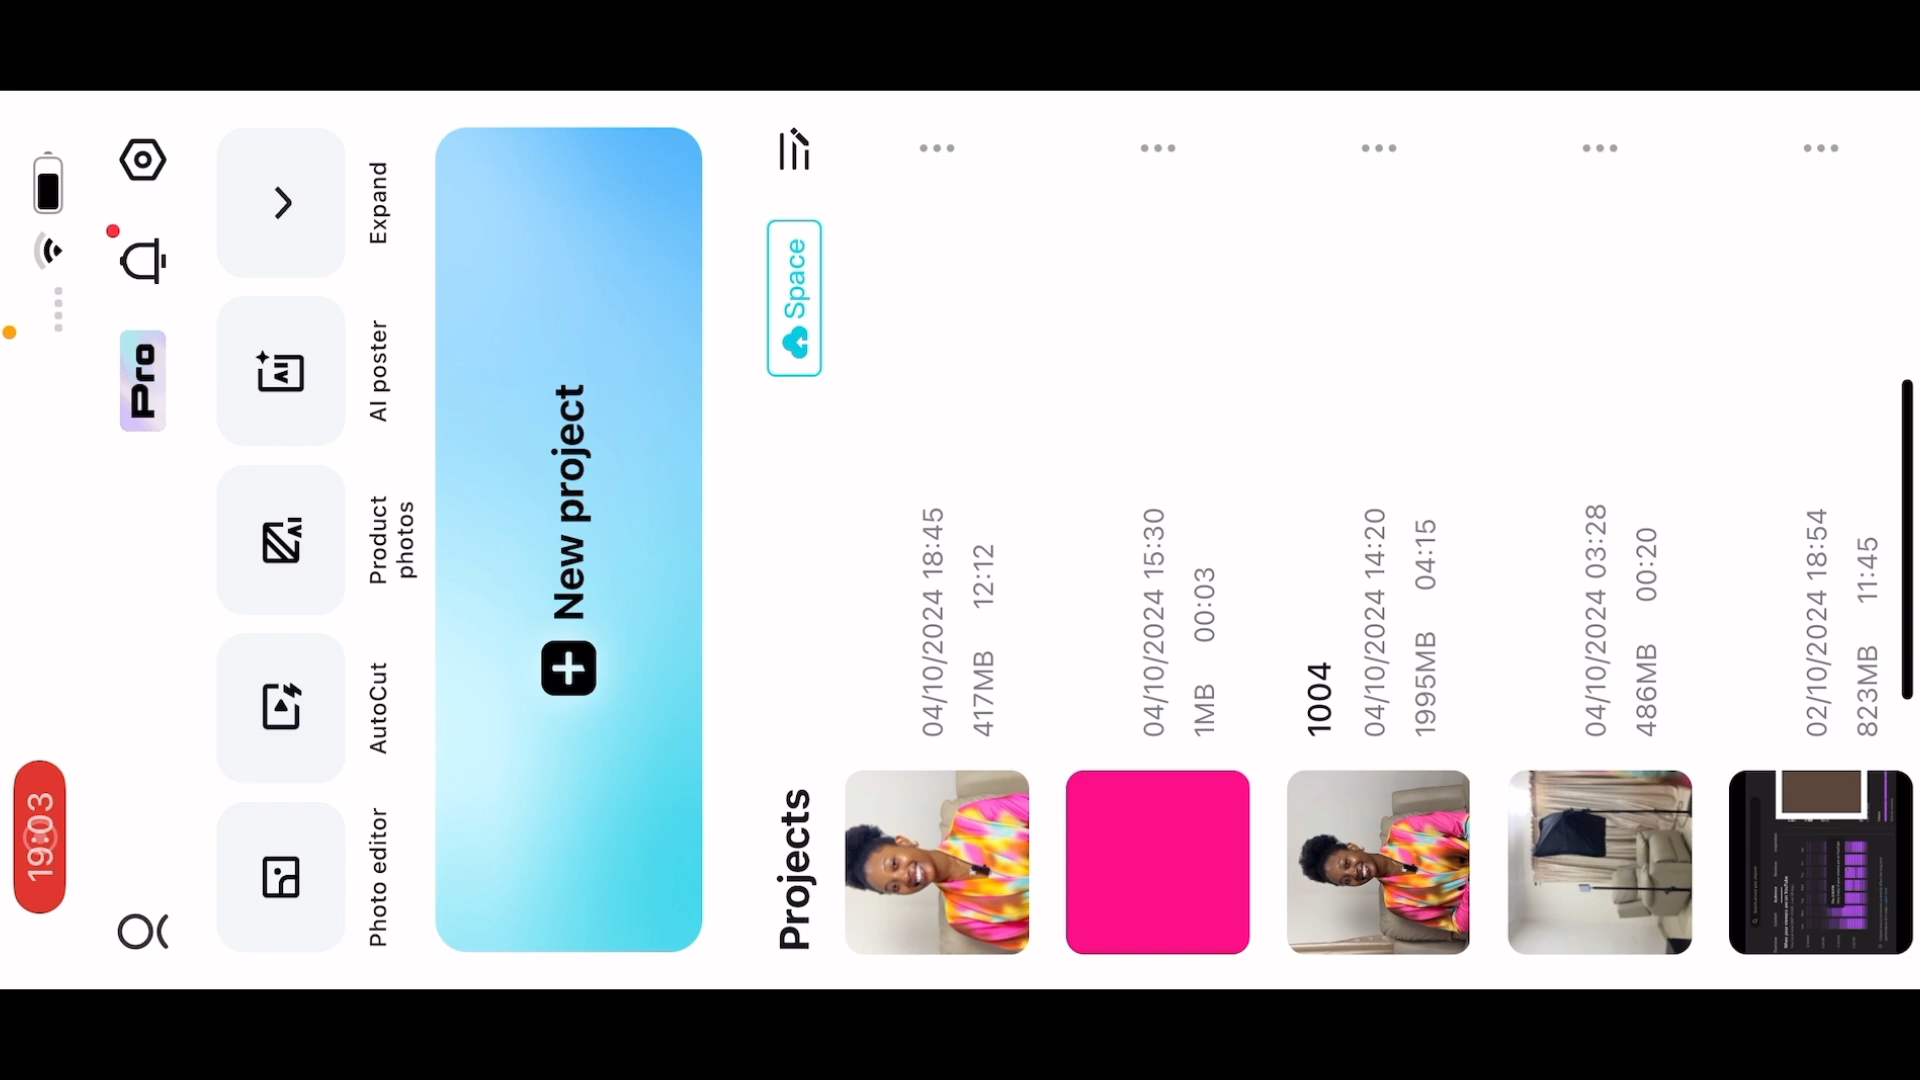 19:03
Pro
Photo editor
AutoCut
Product
photos
AI poster
Expand
New project
Projects
Space
04/10/2024 18:45
417MB 12:12
04/10/2024 15:30
1MB 00:03
1004
04/10/2024 14:20
1995MB 04:15
04/10/2024 03:28
486MB 00:20
02/10/2024 18:54
823MB 11:45